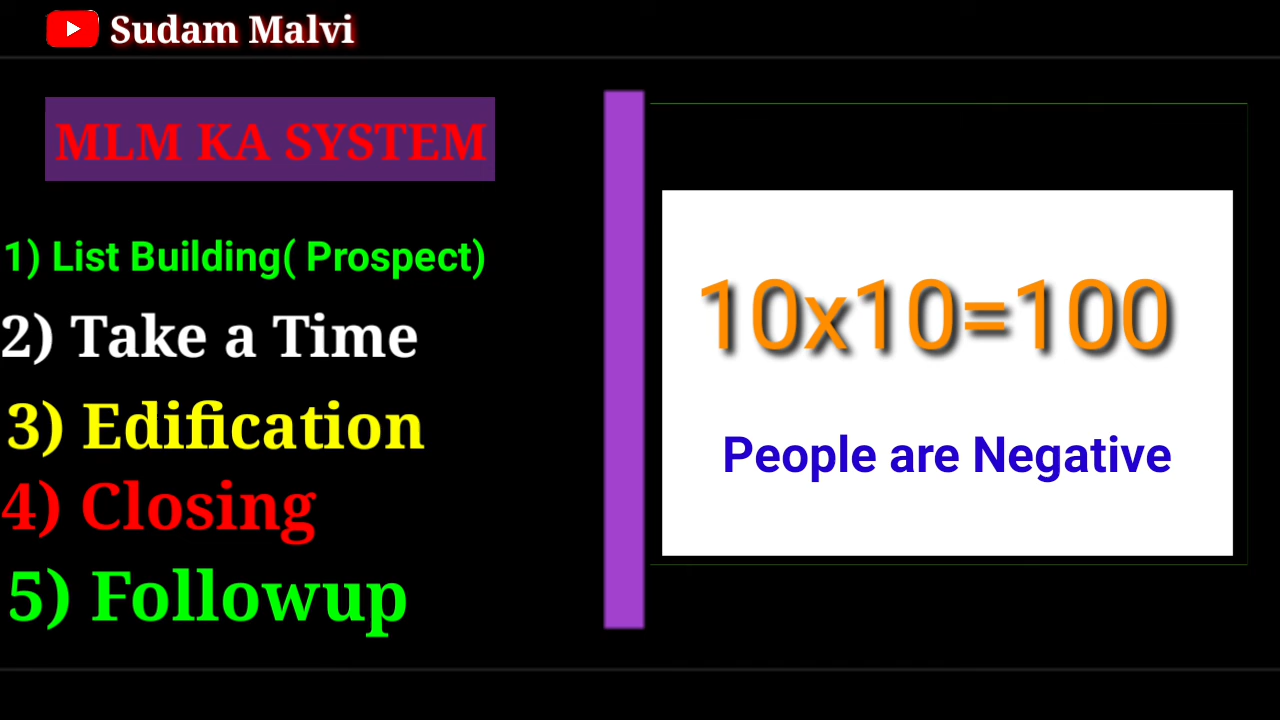 Sudam Malvi
MLM KA SYSTEM
1) List Building( Prospect)
2) Take a Time
3) Edification
4) Closing
5) Followup
10x10=100
People are Negative